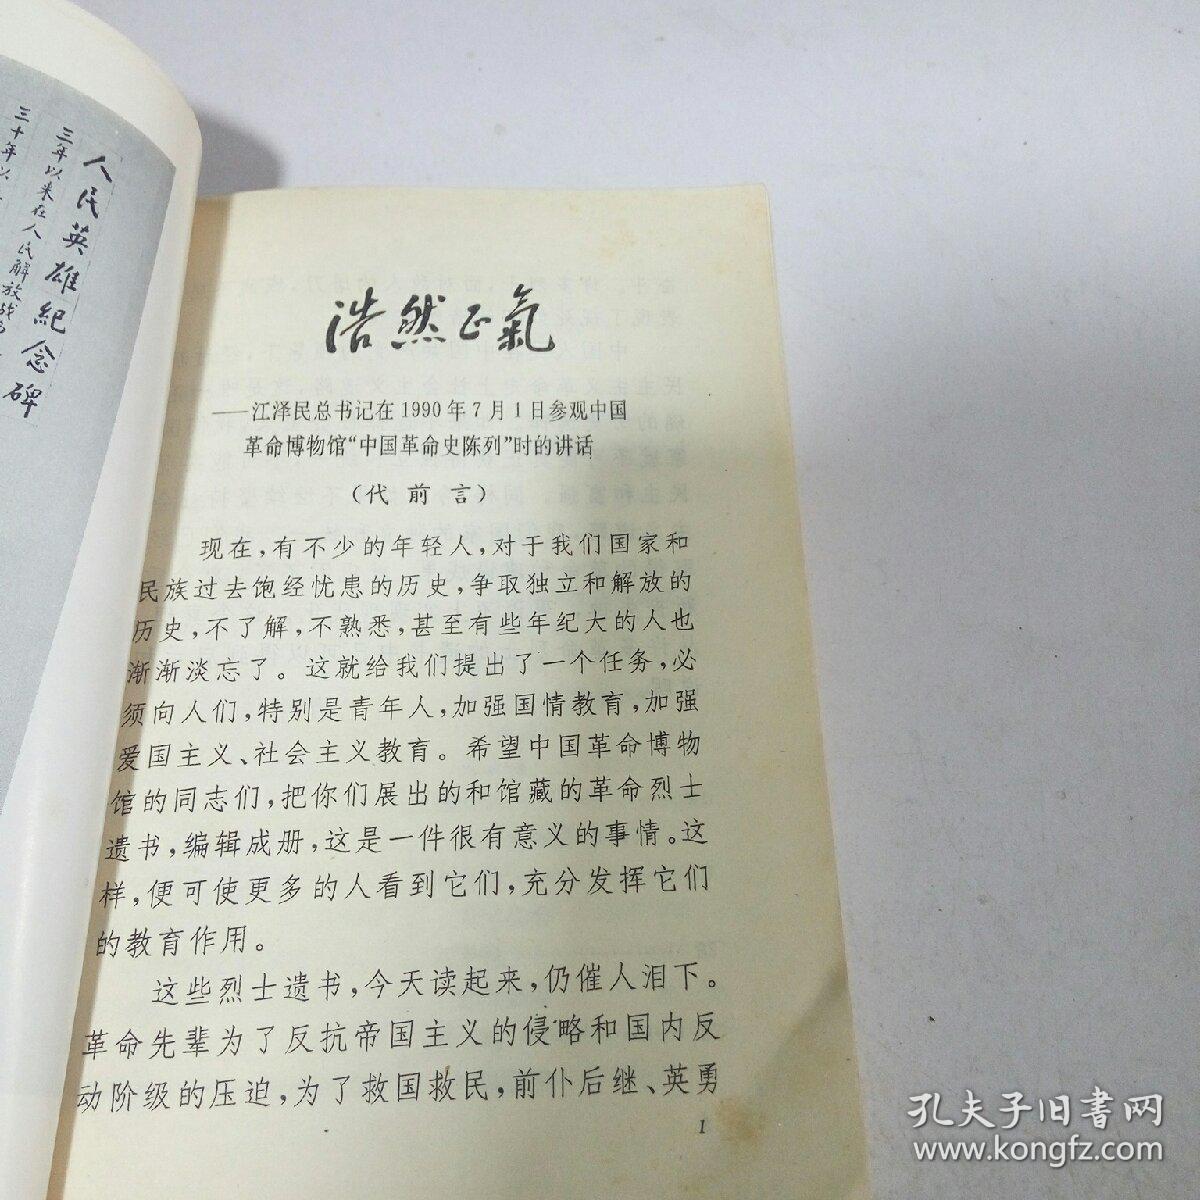 人民英雄紀念碑
三年以来在人民解放战
三十年以
浩然正氣
——江泽民总书记在1990年7月1日参观中国
革命博物馆“中国革命史陈列”时的讲话
（代前言）
现在，有不少的年轻人，对于我们国家和
民族过去饱经忧患的历史，争取独立和解放的
历史，不了解，不熟悉，甚至有些年纪大的人也
渐渐淡忘了。这就给我们提出了一个任务，必
须向人们，特别是青年人，加强国情教育，加强
爱国主义、社会主义教育。希望中国革命博物
馆的同志们，把你们展出的和馆藏的革命烈士
遗书，编辑成册，这是一件很有意义的事情。这
样，便可使更多的人看到它们，充分发挥它们
的教育作用。
这些烈士遗书，今天读起来，仍催人泪下。
革命先辈为了反抗帝国主义的侵略和国内反
动阶级的压迫，为了救国救民，前仆后继、英勇
1
孔夫子旧书网
www.kongfz.com